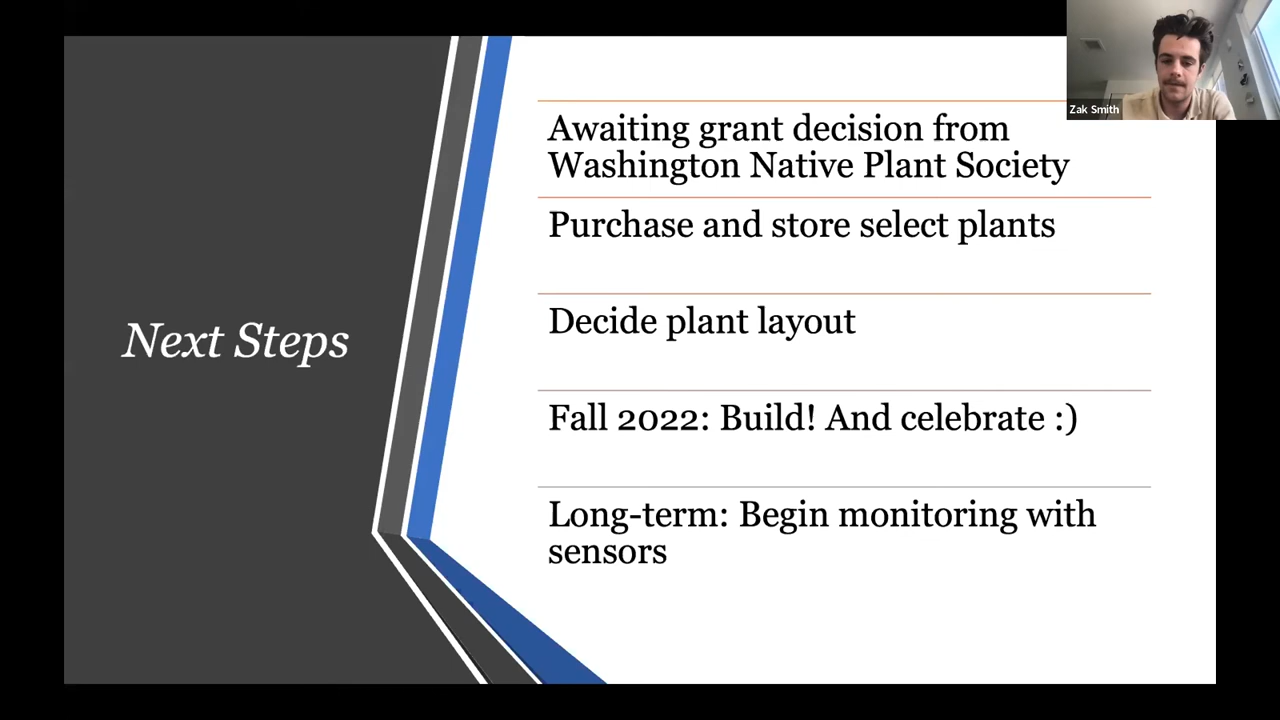 Zak Smith
Next Steps
Awaiting grant decision from
Washington Native Plant Society
Purchase and store select plants
Decide plant layout
Fall 2022: Build! And celebrate :)
Long-term: Begin monitoring with
sensors